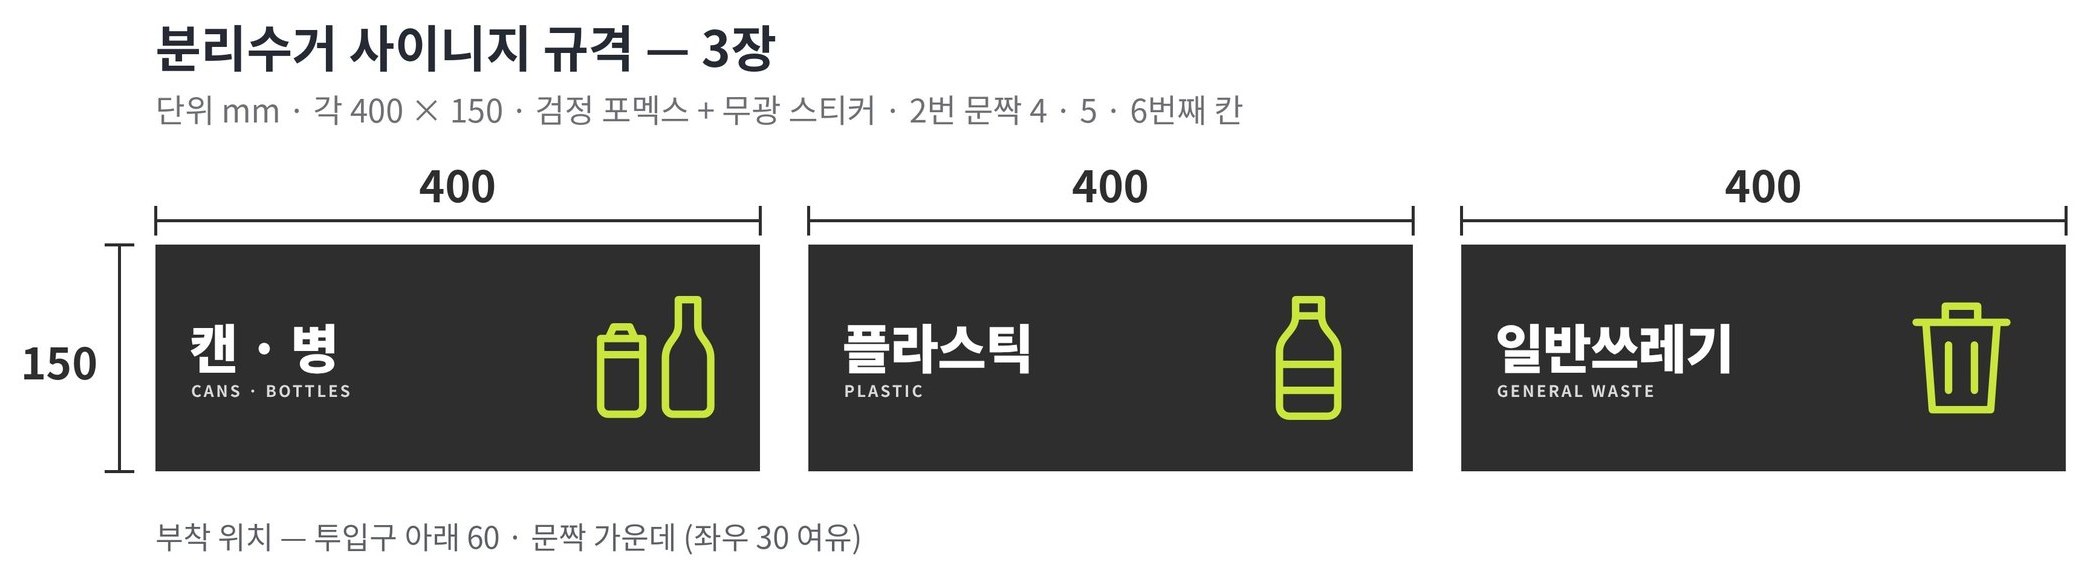 분리수거 사이니지 규격 — 3장
단위 mm · 각 400 × 150 · 검정 포멕스 + 무광 스티커 · 2번 문짝 4 · 5 · 6번째 칸
400
400
400
150
캔 · 병
CANS · BOTTLES
플라스틱
PLASTIC
일반쓰레기
GENERAL WASTE
부착 위치 — 투입구 아래 60 · 문짝 가운데 (좌우 30 여유)